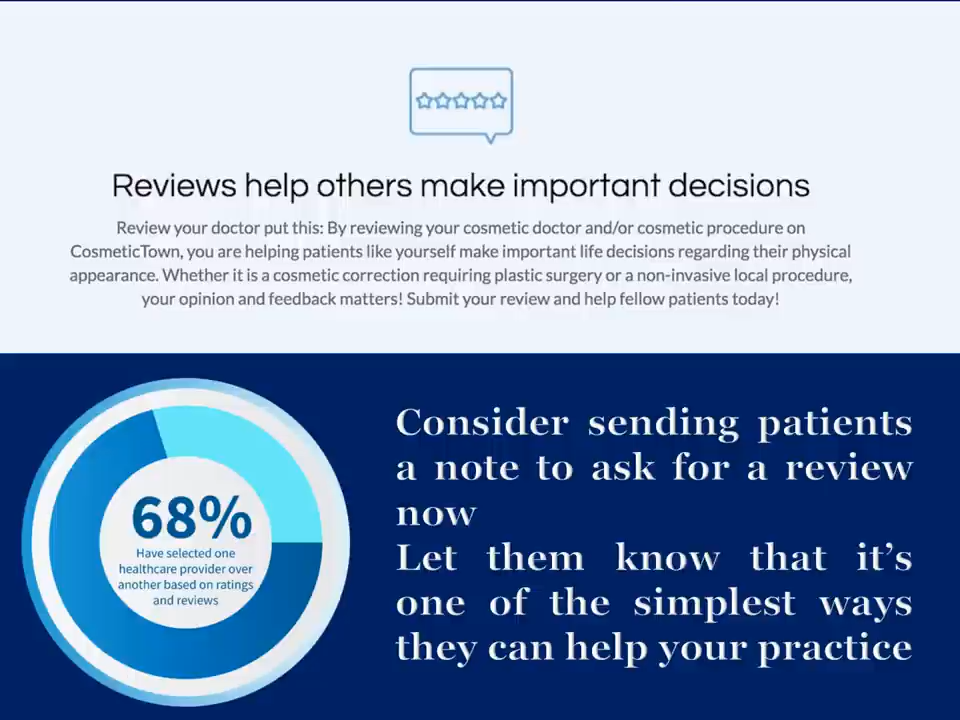 Reviews help others make important decisions
Review your doctor put this: By reviewing your cosmetic doctor and/or cosmetic procedure on
CosmeticTown, you are helping patients like yourself make important life decisions regarding their physical
appearance. Whether it is a cosmetic correction requiring plastic surgery or a non-invasive local procedure,
your opinion and feedback matters! Submit your review and help fellow patients today!
68%
Have selected one
healthcare provider over
another based on ratings
and reviews
Consider sending patients
a note to ask for a review
now
Let them know that it’s
one of the simplest ways
they can help your practice